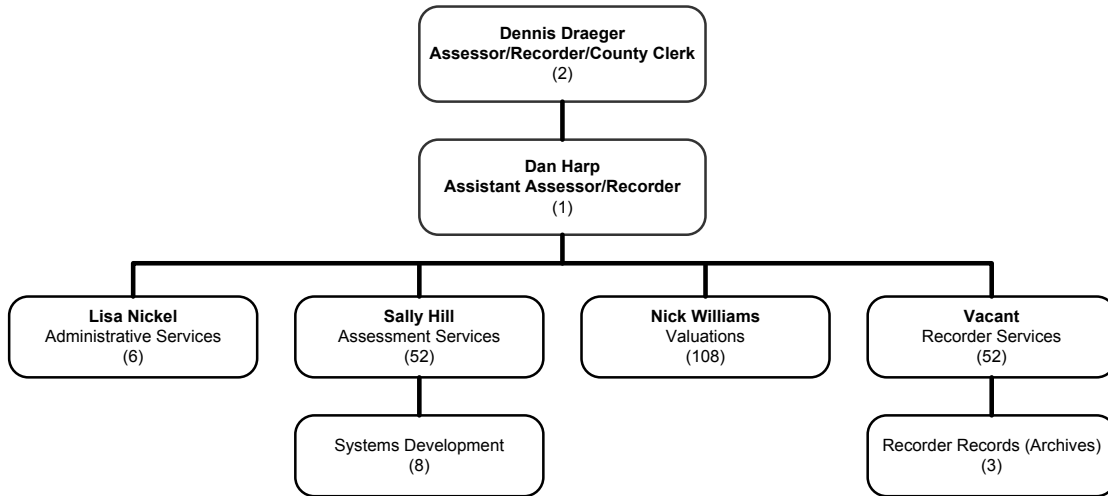 Dennis Draeger
Assessor/Recorder/County Clerk
(2)
Dan Harp
Assistant Assessor/Recorder
(1)
Lisa Nickel
Administrative Services
(6)
Sally Hill
Assessment Services
(52)
Nick Williams
Valuations
(108)
Vacant
Recorder Services
(52)
Systems Development
(8)
Recorder Records (Archives)
(3)